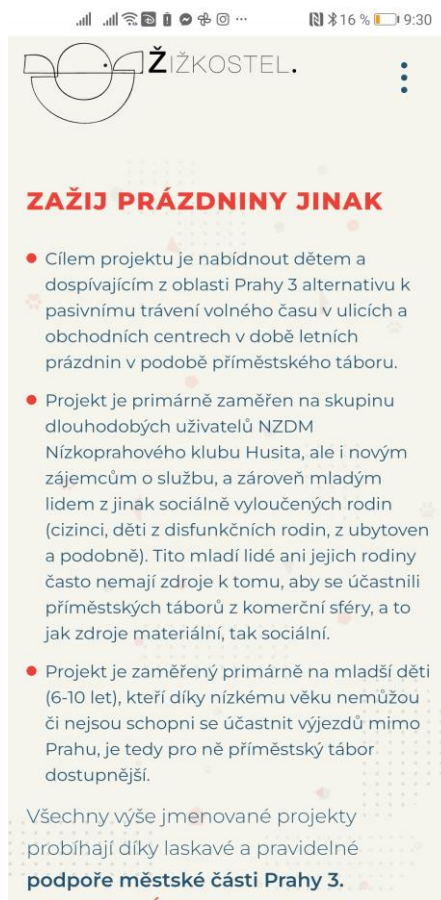 16 % 9:30
ŽIŽKOSTEL.
ZAŽIJ PRÁZDNINY JINAK
Cílem projektu je nabídnout dětem a
dospívajícím z oblasti Prahy 3 alternativu k
pasivnímu trávení volného času v ulicích a
obchodních centrech v době letních
prázdnin v podobě příměstského táboru.
Projekt je primárně zaměřen na skupinu
dlouhodobých uživatelů NZDM
Nízkoprahového klubu Husita, ale i novým
zájemcům o službu, a zároveň mladým
lidem z jinak sociálně vyloučených rodin
(cizinci, děti z disfunkčních rodin, z ubytoven
a podobně). Tito mladí lidé ani jejich rodiny
často nemají zdroje k tomu, aby se účastnili
příměstských táborů z komerční sféry, a to
jak zdroje materiální, tak sociální.
Projekt je zaměřený primárně na mladší děti
(6-10 let), kteří díky nízkému věku nemůžou
či nejsou schopni se účastnit výjezdů mimo
Prahu, je tedy pro ně příměstský tábor
dostupnější.
Všechny výše jmenované projekty
probíhají díky laskavé a pravidelné
podpoře městské části Prahy 3.